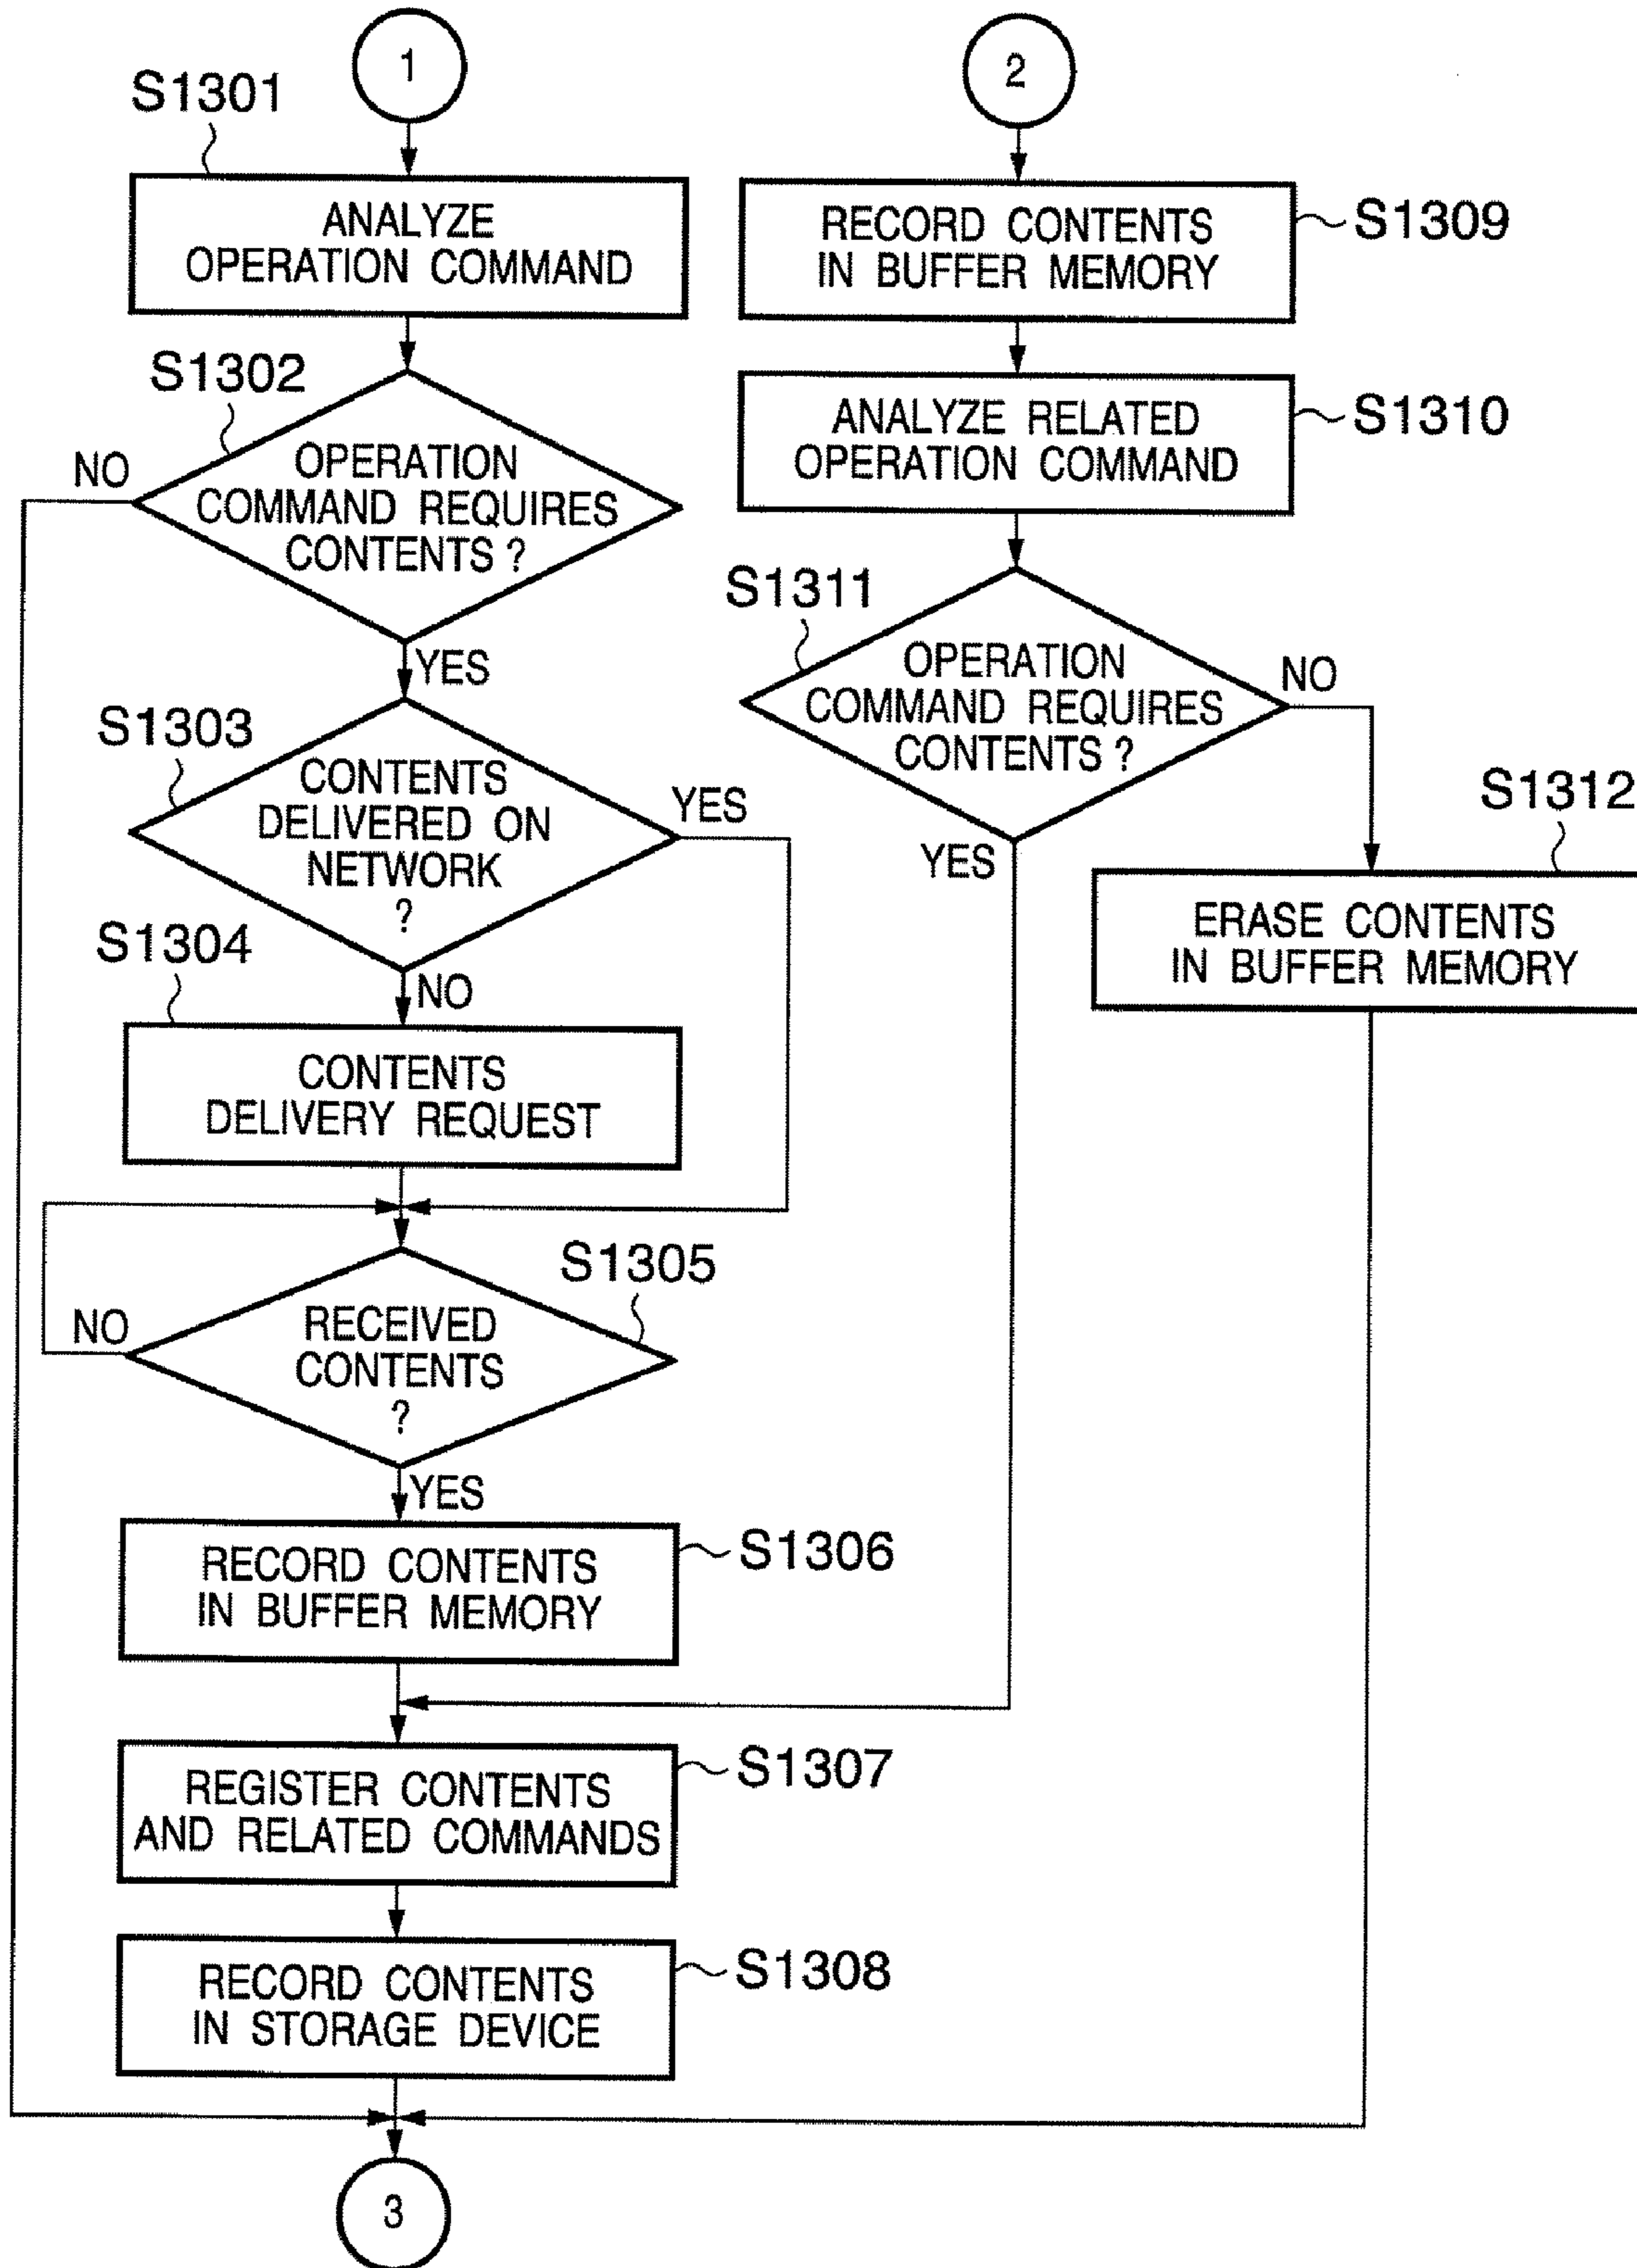 1
S1301
ANALYZE
OPERATION COMMAND
S1302
NO
OPERATION
COMMAND REQUIRES
CONTENTS ?
YES
S1303
CONTENTS
DELIVERED ON
NETWORK
?
YES
S1304
NO
CONTENTS
DELIVERY REQUEST
S1305
NO
RECEIVED
CONTENTS
?
YES
RECORD CONTENTS
IN BUFFER MEMORY
S1306
REGISTER CONTENTS
AND RELATED COMMANDS
S1307
RECORD CONTENTS
IN STORAGE DEVICE
S1308
3
2
RECORD CONTENTS
IN BUFFER MEMORY
S1309
ANALYZE RELATED
OPERATION COMMAND
S1310
S1311
OPERATION
COMMAND REQUIRES
CONTENTS ?
NO
YES
S1312
ERASE CONTENTS
IN BUFFER MEMORY